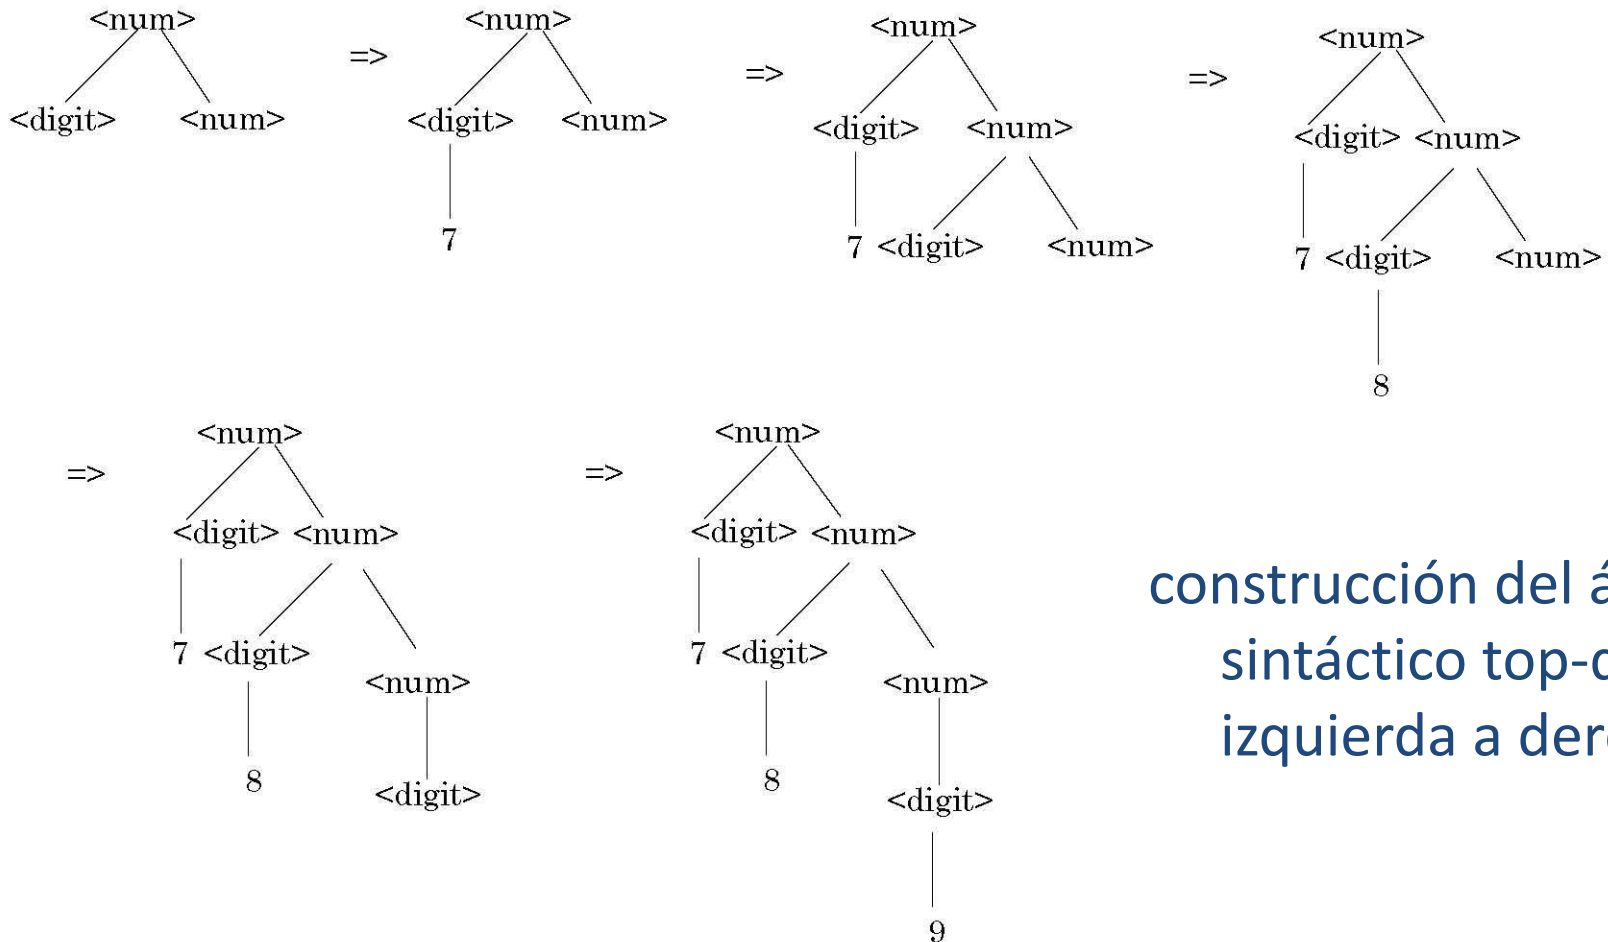 <num> => <num> => <num> => <num>
<digit> <num> <digit> <num> <digit> <num> <digit> <num>
7 7 <digit> <num> 7 <digit> <num>
8
=> <num> => <num>
<digit> <num> <digit> <num>
7 <digit> 7 <digit>
<num> <num>
8 <digit> 8 <digit>
9
construcción del
sintáctico
izquierda a